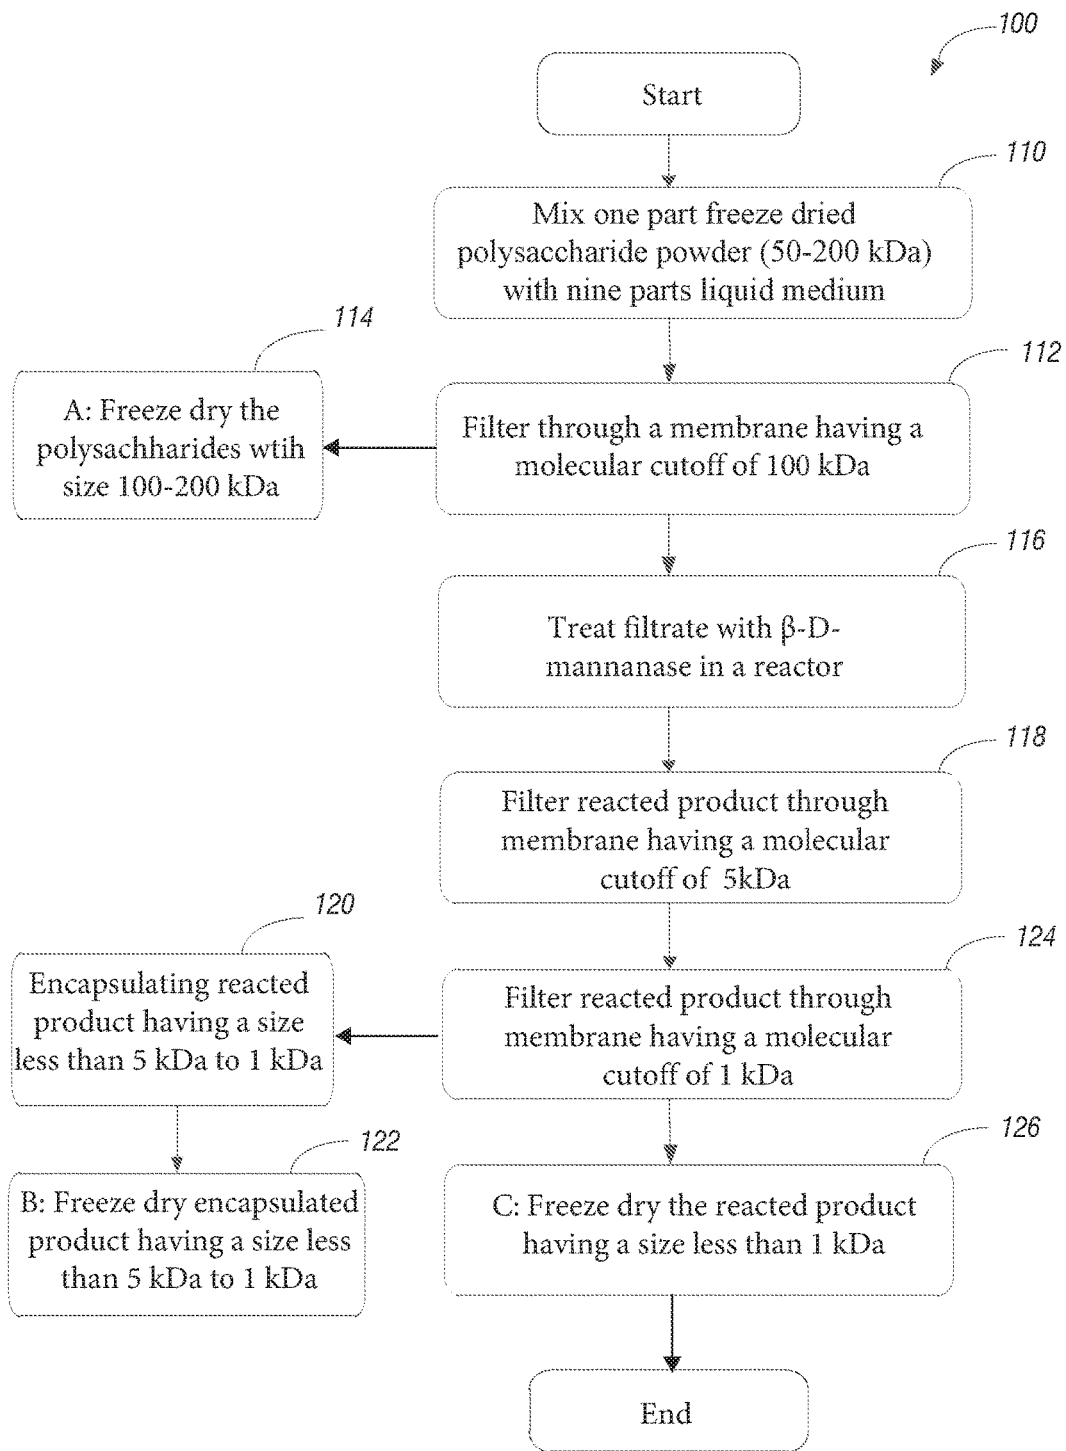 100
Start
110
Mix one part freeze dried
polysaccharide powder (50-200 kDa)
with nine parts liquid medium
114
A: Freeze dry the
polysachharides wtih
size 100-200 kDa
112
Filter through a membrane having a
molecular cutoff of 100 kDa
116
Treat filtrate with β-D-
mannanase in a reactor
118
Filter reacted product through
membrane having a molecular
cutoff of 5kDa
120
Encapsulating reacted
product having a size
less than 5 kDa to 1 kDa
124
Filter reacted product through
membrane having a molecular
cutoff of 1 kDa
122
B: Freeze dry encapsulated
product having a size less
than 5 kDa to 1 kDa
126
C: Freeze dry the reacted product
having a size less than 1 kDa
End